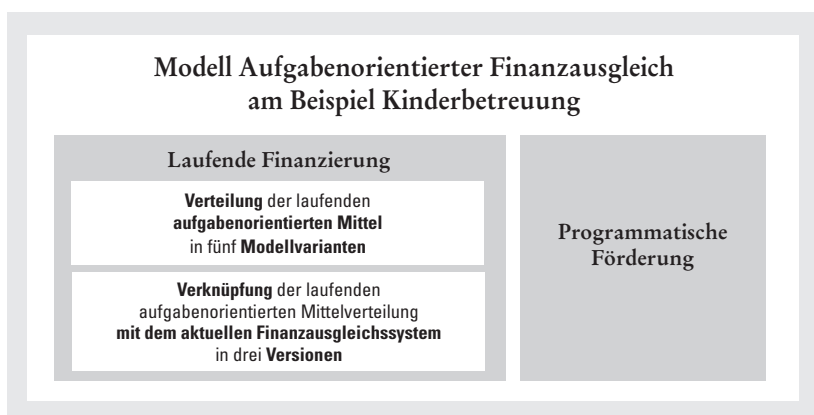 Modell Aufgabenorientierter Finanzausgleich
am Beispiel Kinderbetreuung
Laufende Finanzierung
Verteilung der laufenden
aufgabenorientierten Mittel
in fünf Modellvarianten
Verknüpfung der laufenden
aufgabenorientierten Mittelverteilung
mit dem aktuellen Finanzausgleichssystem
in drei Versionen
Programmatische
Förderung